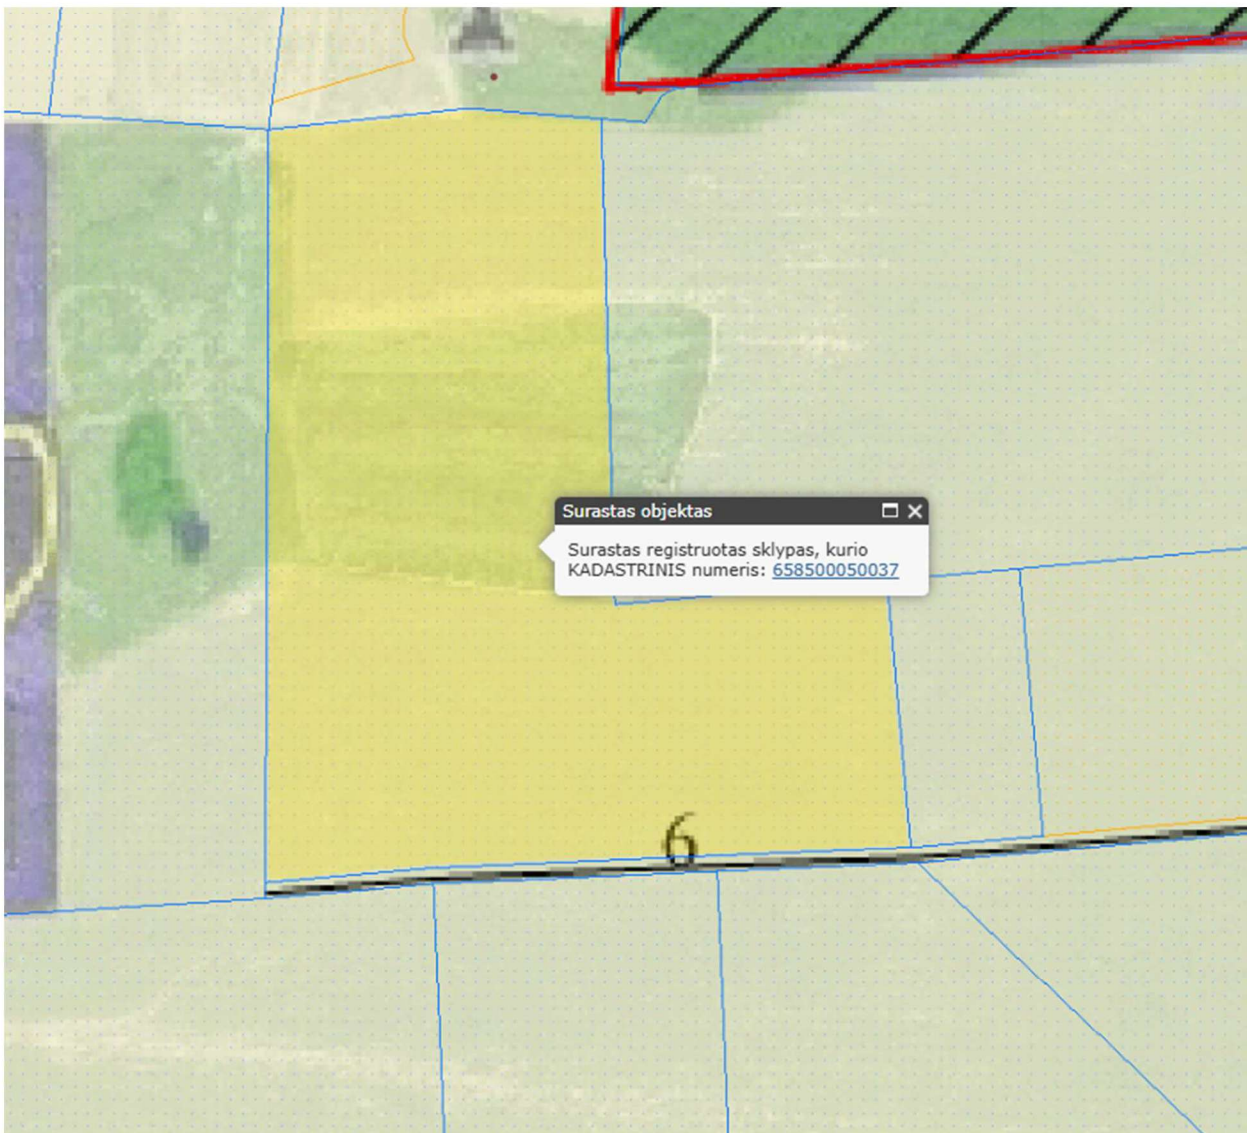 Surastas objektas
Surastas registruotas sklypas, kurio
KADASTRINIS numeris: 658500050037
6